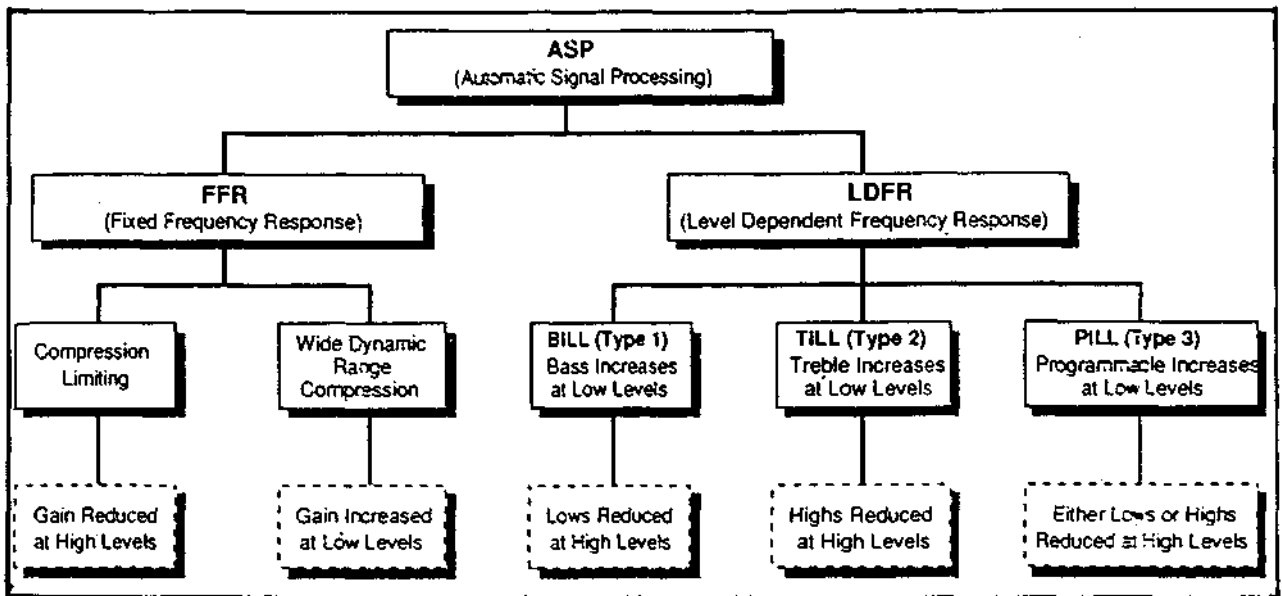 ASP
(Automatic Signal Processing)
FFR
(Fixed Frequency Response)
LDFR
(Level Dependent Frequency Response)
Compression
Limiting
Wide Dynamic
Range
Compression
BILL (Type 1)
Bass Increases
at Low Levels
TILL (Type 2)
Treble Increases
at Low Levels
PILL (Type 3)
Programmable Increases
at Low Levels
Gain Reduced
at High Levels
Gain Increased
at Low Levels
Lows Reduced
at High Levels
Highs Reduced
at High Levels
Either Lows or Highs
Reduced at High Levels